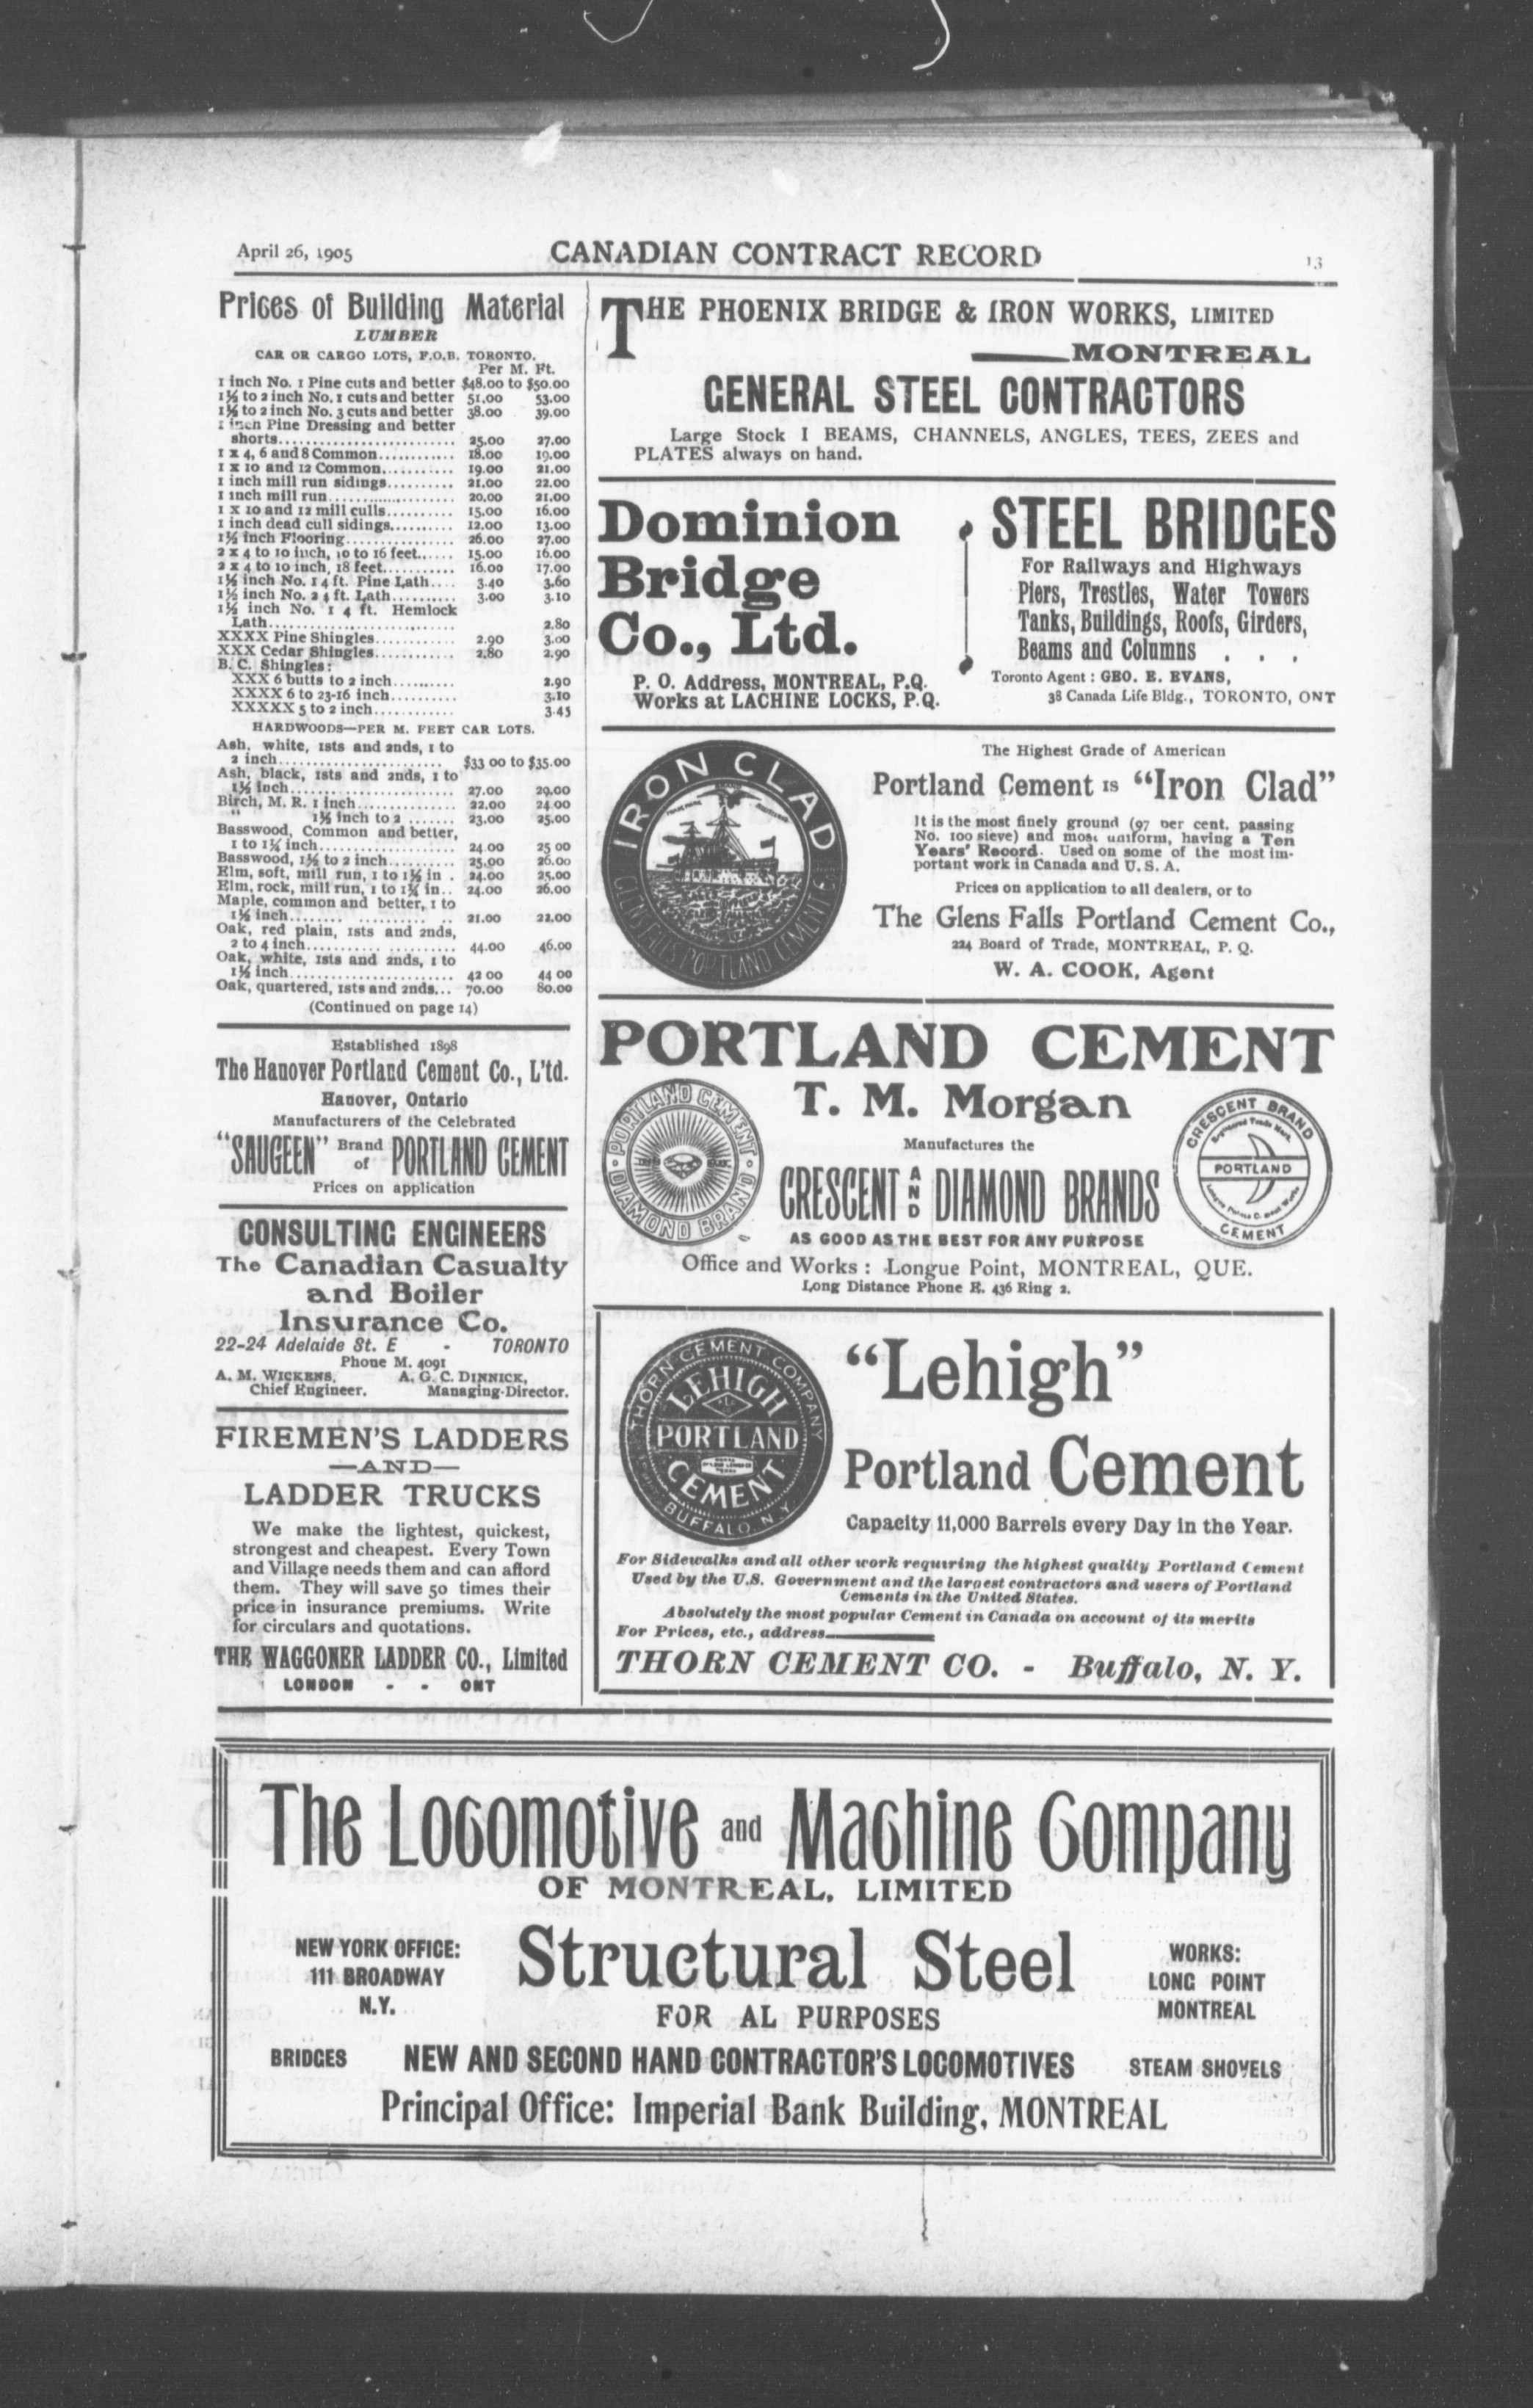 April 26, 1905
CANADIAN CONTRACT RECORD
13
Prices of Building Material
LUMBER
CAR OR CARGO LOTS, F.O.B. TORONTO.
Per M. Ft.
1 inch No. 1 Pine cuts and better $48.00 to $50.00
1½ to 2 inch No. 1 cuts and better 51.00 53.00
1½ to 2 inch No. 3 cuts and better 38.00 39.00
1 inch Pine Dressing and better
shorts.......................... 25.00 27.00
1 x 4, 6 and 8 Common............ 18.00 19.00
1 x 10 and 12 Common............ 19.00 21.00
1 inch mill run sidings.......... 21.00 22.00
1 inch mill run................... 20.00 21.00
1 x 10 and 12 mill culls.......... 15.00 16.00
1 inch dead cull sidings.......... 12.00 13.00
1½ inch Flooring................ 26.00 27.00
2 x 4 to 10 inch, 10 to 16 feet...... 15.00 16.00
2 x 4 to 10 inch, 18 feet........... 16.00 17.00
1½ inch No. 1 4 ft. Pine Lath.... 3.40 3.60
1½ inch No. 2 4 ft. Lath.......... 3.00 3.10
1½ inch No. 1 4 ft. Hemlock
Lath............................ 2.80
XXXX Pine Shingles............ 2.90 3.00
XXX Cedar Shingles............ 2.80 2.90
B. C. Shingles:
XXX 6 butts to 2 inch.......... 2.90
XXXX 6 to 23-16 inch.......... 3.10
XXXXX 5 to 2 inch............ 3.45
HARDWOODS—PER M. FEET CAR LOTS.
Ash, white, 1sts and 2nds, 1 to
2 inch........................ $33 00 to $35.00
Ash, black, 1sts and 2nds, 1 to
1½ inch........................ 27.00 29.00
Birch, M. R. 1 inch.............. 22.00 24.00
" 1½ inch to 2 ....... 23.00 25.00
Basswood, Common and better,
1 to 1½ inch.................... 24.00 25 00
Basswood, 1½ to 2 inch.......... 25.00 26.00
Elm, soft, mill run, 1 to 1½ in . 24.00 25.00
Elm, rock, mill run, 1 to 1½ in.. 24.00 26.00
Maple, common and better, 1 to
1½ inch........ .......... .. 21.00 22.00
Oak, red plain, 1sts and 2nds,
2 to 4 inch........... .......... 44.00 46.00
Oak, white, 1sts and 2nds, 1 to
1½ inch........................ 42 00 44 00
Oak, quartered, 1sts and 2nds... 70.00 80.00
(Continued on page 14)
Established 1898
The Hanover Portland Cement Co., L'td.
Hanover, Ontario
Manufacturers of the Celebrated
"SAUGEEN" Brand of PORTLAND CEMENT
Prices on application
CONSULTING ENGINEERS
The Canadian Casualty
and Boiler
Insurance Co.
22-24 Adelaide St. E - TORONTO
Phone M. 4091
A. M. WICKENS, A. G. C. DINNICK,
Chief Engineer. Managing-Director.
FIREMEN'S LADDERS
—AND—
LADDER TRUCKS
We make the lightest, quickest,
strongest and cheapest. Every Town
and Village needs them and can afford
them. They will save 50 times their
price in insurance premiums. Write
for circulars and quotations.
THE WAGGONER LADDER CO., Limited
LONDON - - ONT
THE PHOENIX BRIDGE & IRON WORKS, LIMITED
MONTREAL
GENERAL STEEL CONTRACTORS
Large Stock I BEAMS, CHANNELS, ANGLES, TEES, ZEES and
PLATES always on hand.
Dominion
Bridge
Co., Ltd.
P. O. Address, MONTREAL, P.Q.
Works at LACHINE LOCKS, P.Q.
STEEL BRIDGES
For Railways and Highways
Piers, Trestles, Water Towers
Tanks, Buildings, Roofs, Girders,
Beams and Columns . . .
Toronto Agent : GEO. E. EVANS,
38 Canada Life Bldg., TORONTO, ONT
IRON CLAD
GLENS FALLS PORTLAND CEMENT CO
The Highest Grade of American
Portland Cement is "Iron Clad"
It is the most finely ground (97 per cent. passing
No. 100 sieve) and most uniform, having a Ten
Years' Record. Used on some of the most im-
portant work in Canada and U. S. A.
Prices on application to all dealers, or to
The Glens Falls Portland Cement Co.,
224 Board of Trade, MONTREAL, P. Q.
W. A. COOK, Agent
PORTLAND CEMENT
T. M. Morgan
Manufactures the
CRESCENT AND DIAMOND BRANDS
AS GOOD AS THE BEST FOR ANY PURPOSE
Office and Works : Longue Point, MONTREAL, QUE.
Long Distance Phone E. 436 Ring 2.
PORTLAND CEMENT
DIAMOND BRAND
CRESCENT BRAND
Registered Trade Mark.
PORTLAND
CEMENT
THORN CEMENT COMPANY
LEHIGH
PORTLAND
CEMENT
BUFFALO, N.Y.
"Lehigh"
Portland Cement
Capacity 11,000 Barrels every Day in the Year.
For Sidewalks and all other work requiring the highest quality Portland Cement
Used by the U.S. Government and the largest contractors and users of Portland
Cements in the United States.
Absolutely the most popular Cement in Canada on account of its merits
For Prices, etc., address
THORN CEMENT CO. - Buffalo, N. Y.
The Locomotive and Machine Company
OF MONTREAL, LIMITED
NEW YORK OFFICE:
111 BROADWAY
N.Y.
Structural Steel
FOR AL PURPOSES
WORKS:
LONG POINT
MONTREAL
BRIDGES NEW AND SECOND HAND CONTRACTOR'S LOCOMOTIVES STEAM SHOVELS
Principal Office: Imperial Bank Building, MONTREAL